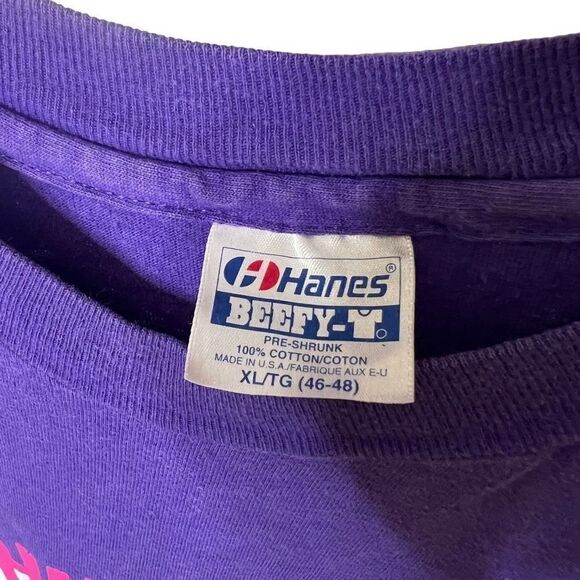 Hanes®
BEEFY-T®
PRE-SHRUNK
100% COTTON/COTON
MADE IN U.S.A./FABRIQUE AUX E-U
XL/TG (46-48)